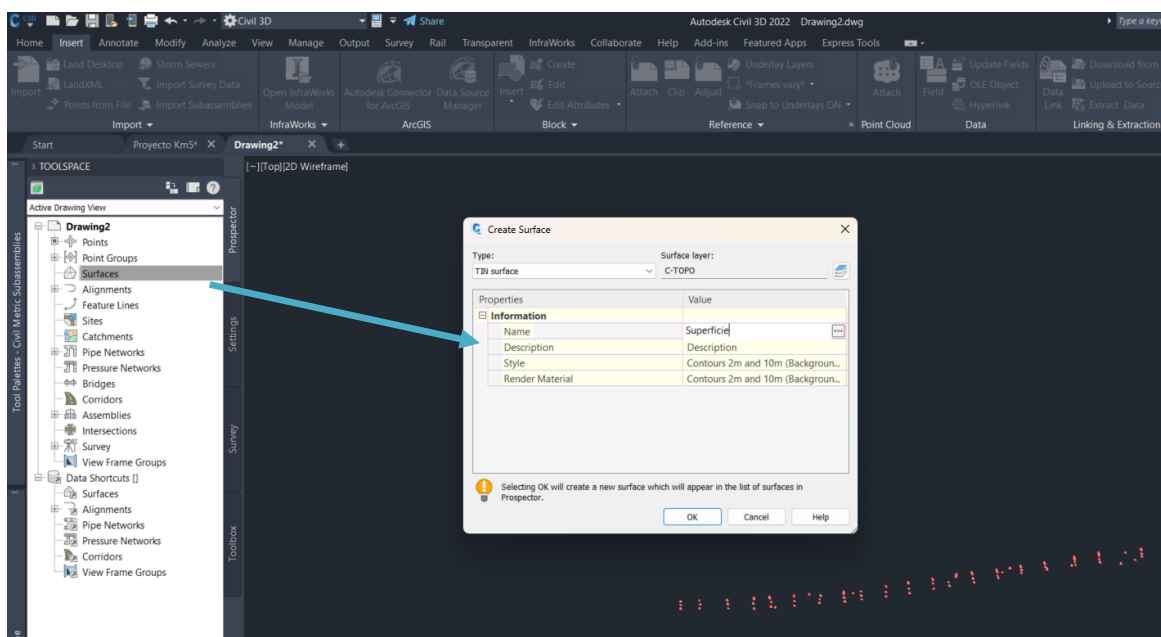 C3D
Civil 3D
Share
Autodesk Civil 3D 2022 Drawing2.dwg
Type a key
Home Insert Annotate Modify Analyze View Manage Output Survey Rail Transparent InfraWorks Collaborate Help Add-ins Featured Apps Express Tools
Land Desktop Storm Sewers
LandXML Import Survey Data
Points from File Import Subassemblies
Import
Import
Open InfraWorks
Model
InfraWorks
Autodesk Connector
for ArcGIS
Data Source
Manager
ArcGIS
Insert
Create
Edit
Edit Attributes
Block
Attach Clip Adjust
Underlay Layers
*Frames vary*
Snap to Underlays ON
Reference
Attach
Point Cloud
Field
Update Fields
OLE Object
Hyperlink
Data
Data
Link
Download from
Upload to Sourc
Extract Data
Linking & Extraction
Start Proyecto Km5* Drawing2*
TOOLSPACE
[−][Top][2D Wireframe]
Active Drawing View
Drawing2
Points
Point Groups
Surfaces
Alignments
Feature Lines
Sites
Catchments
Pipe Networks
Pressure Networks
Bridges
Corridors
Assemblies
Intersections
Survey
View Frame Groups
Data Shortcuts []
Surfaces
Alignments
Pipe Networks
Pressure Networks
Corridors
View Frame Groups
Prospector
Settings
Survey
Toolbox
Tool Palettes - Civil Metric Subassemblies
Create Surface
Type: Surface layer:
TIN surface C-TOPO
Properties Value
Information
Name Superficie
Description Description
Style Contours 2m and 10m (Backgroun...
Render Material Contours 2m and 10m (Backgroun...
Selecting OK will create a new surface which will appear in the list of surfaces in
Prospector.
OK Cancel Help